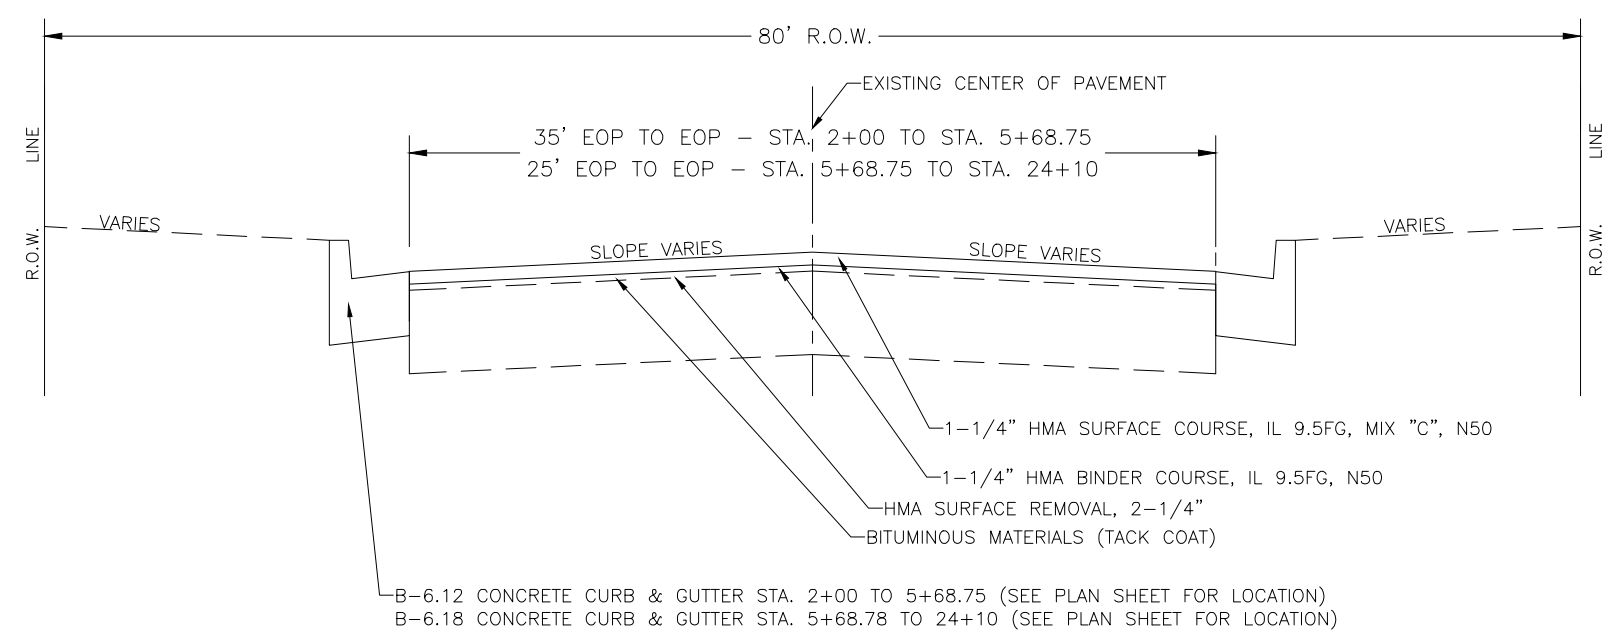 80' R.O.W.
EXISTING CENTER OF PAVEMENT
35' EOP TO EOP - STA. 2+00 TO STA. 5+68.75
25' EOP TO EOP - STA. 5+68.75 TO STA. 24+10
R.O.W. LINE
R.O.W. LINE
VARIES
SLOPE VARIES
SLOPE VARIES
VARIES
1-1/4" HMA SURFACE COURSE, IL 9.5FG, MIX "C", N50
1-1/4" HMA BINDER COURSE, IL 9.5FG, N50
HMA SURFACE REMOVAL, 2-1/4"
BITUMINOUS MATERIALS (TACK COAT)
B-6.12 CONCRETE CURB & GUTTER STA. 2+00 TO 5+68.75 (SEE PLAN SHEET FOR LOCATION)
B-6.18 CONCRETE CURB & GUTTER STA. 5+68.78 TO 24+10 (SEE PLAN SHEET FOR LOCATION)